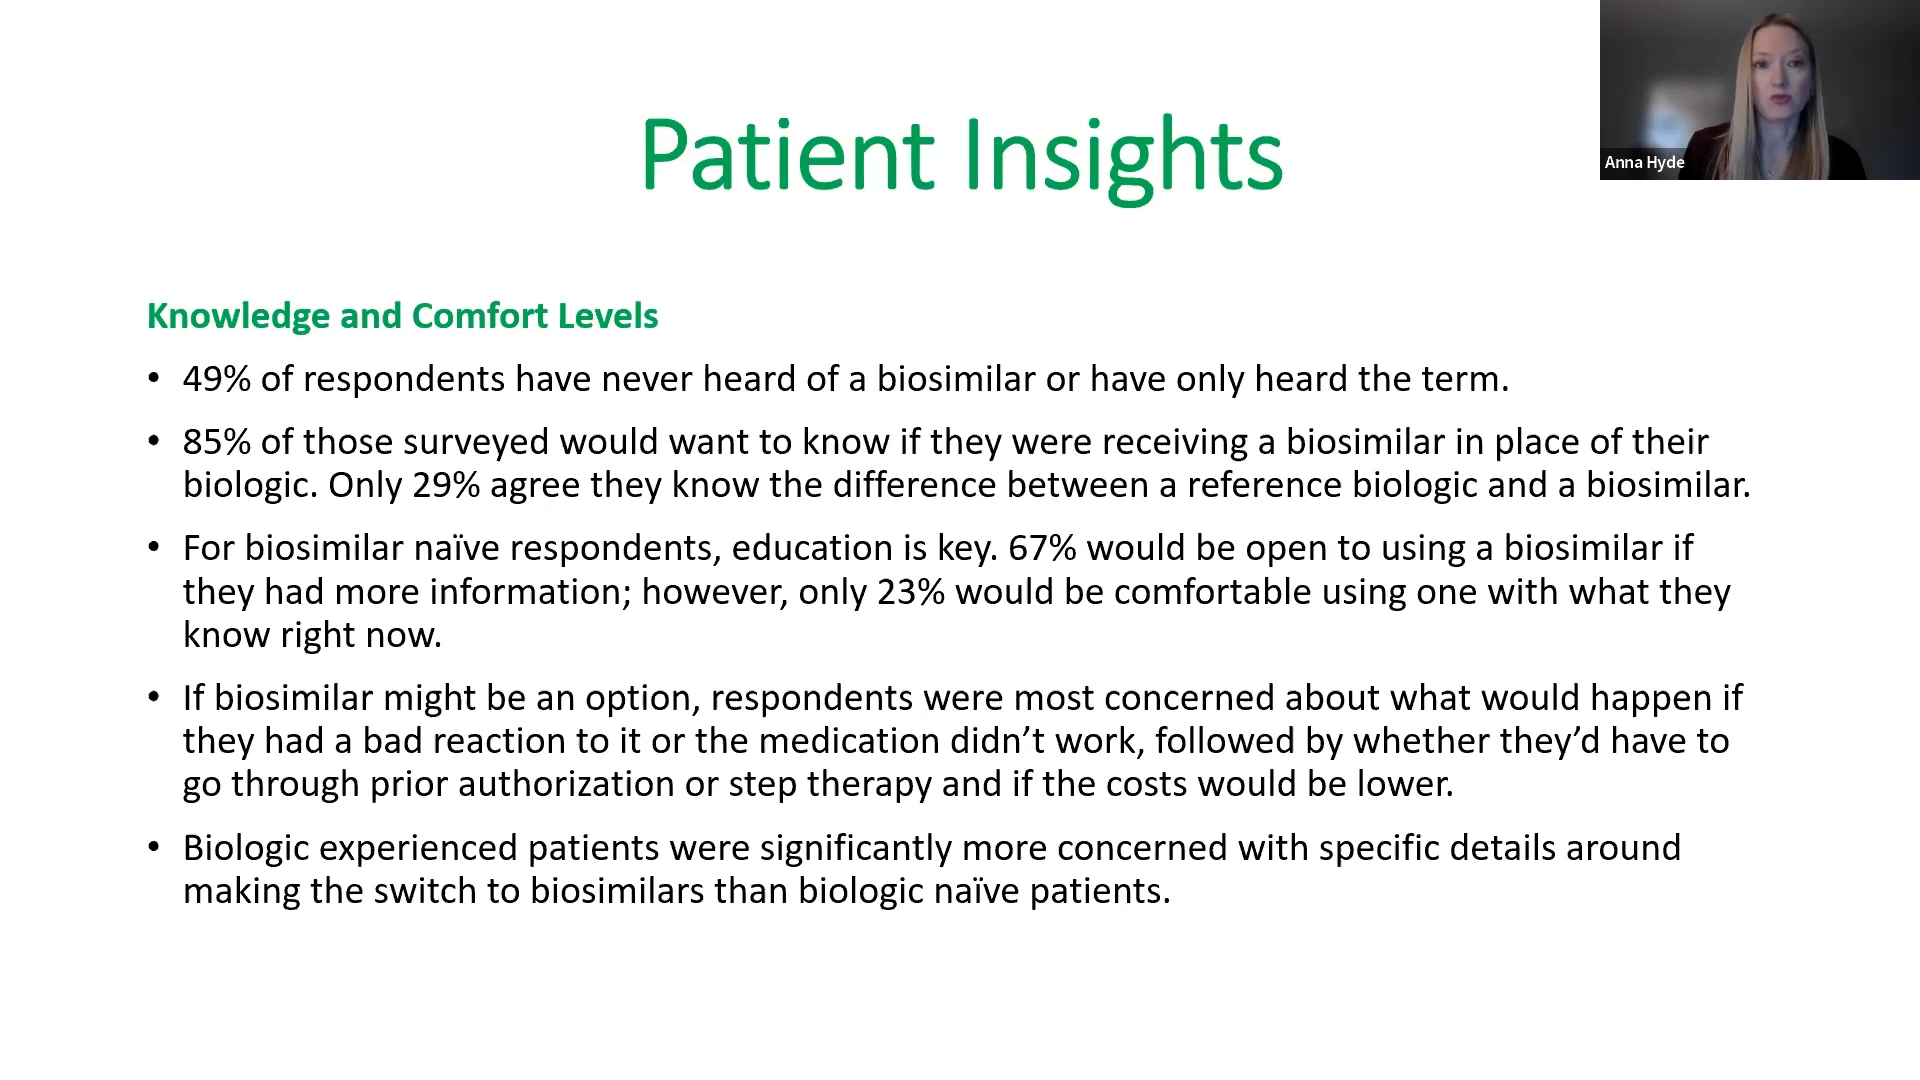 Patient Insights
Anna Hyde
Knowledge and Comfort Levels
• 49% of respondents have never heard of a biosimilar or have only heard the term.
• 85% of those surveyed would want to know if they were receiving a biosimilar in place of their
biologic. Only 29% agree they know the difference between a reference biologic and a biosimilar.
• For biosimilar naïve respondents, education is key. 67% would be open to using a biosimilar if
they had more information; however, only 23% would be comfortable using one with what they
know right now.
• If biosimilar might be an option, respondents were most concerned about what would happen if
they had a bad reaction to it or the medication didn’t work, followed by whether they’d have to
go through prior authorization or step therapy and if the costs would be lower.
• Biologic experienced patients were significantly more concerned with specific details around
making the switch to biosimilars than biologic naïve patients.